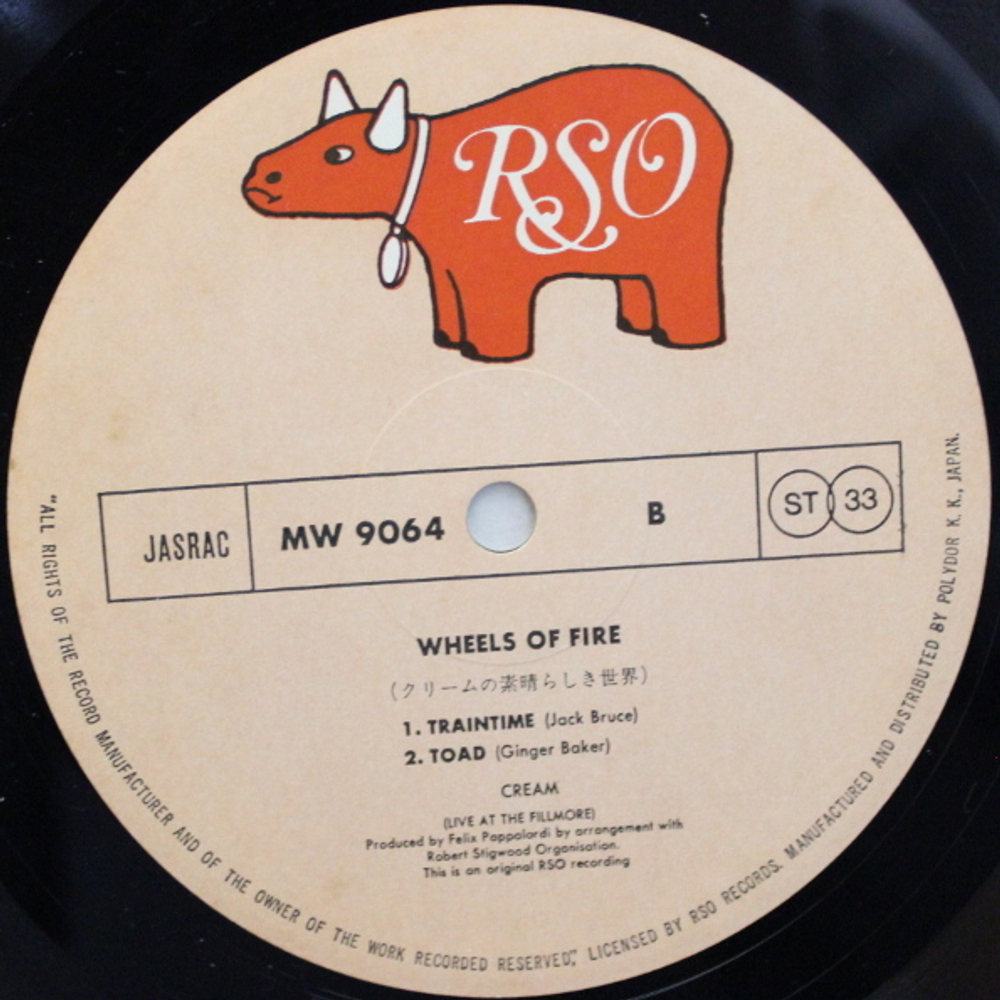 RSO
JASRAC
MW 9064
B
ST 33
WHEELS OF FIRE
(クリームの素晴らしき世界)
1. TRAINTIME (Jack Bruce)
2. TOAD (Ginger Baker)
CREAM
(LIVE AT THE FILLMORE)
Produced by Felix Pappalardi by arrangement with
Robert Stigwood Organisation.
This is an original RSO recording
"ALL RIGHTS OF THE RECORD MANUFACTURER AND OF THE OWNER OF THE WORK RECORDED RESERVED," LICENSED BY RSO RECORDS. MANUFACTURED AND DISTRIBUTED BY POLYDOR K. K., JAPAN.